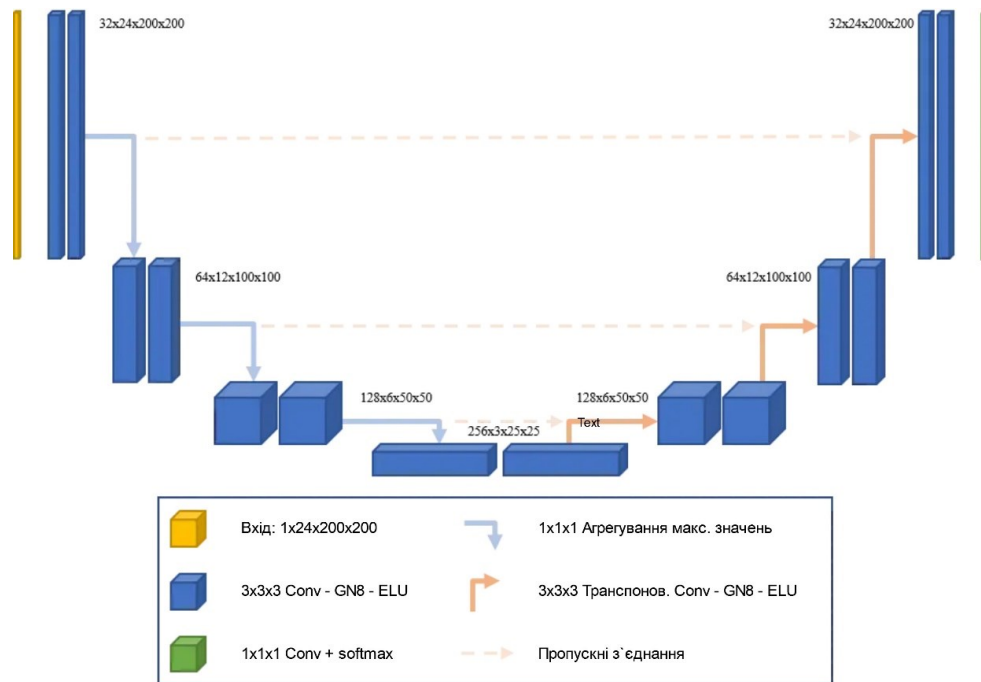 32x24x200x200
32x24x200x200
64x12x100x100
64x12x100x100
128x6x50x50
128x6x50x50
Text
256x3x25x25
Вхід: 1x24x200x200
1x1x1 Агрегування макс. значень
3x3x3 Conv - GN8 - ELU
3x3x3 Транспонов. Conv - GN8 - ELU
1x1x1 Conv + softmax
Пропускні з`єднання